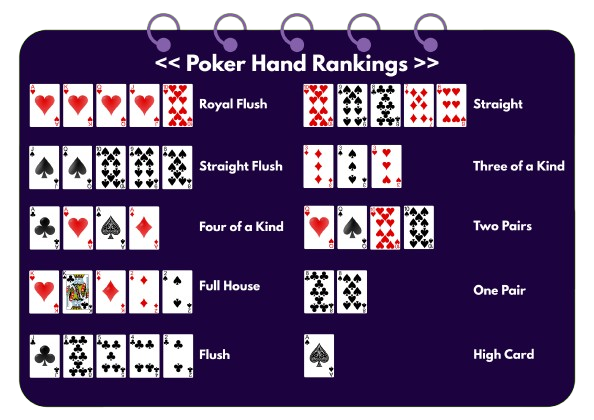 << Poker Hand Rankings >>
Royal Flush
Straight Flush
Four of a Kind
Full House
Flush
Straight
Three of a Kind
Two Pairs
One Pair
High Card